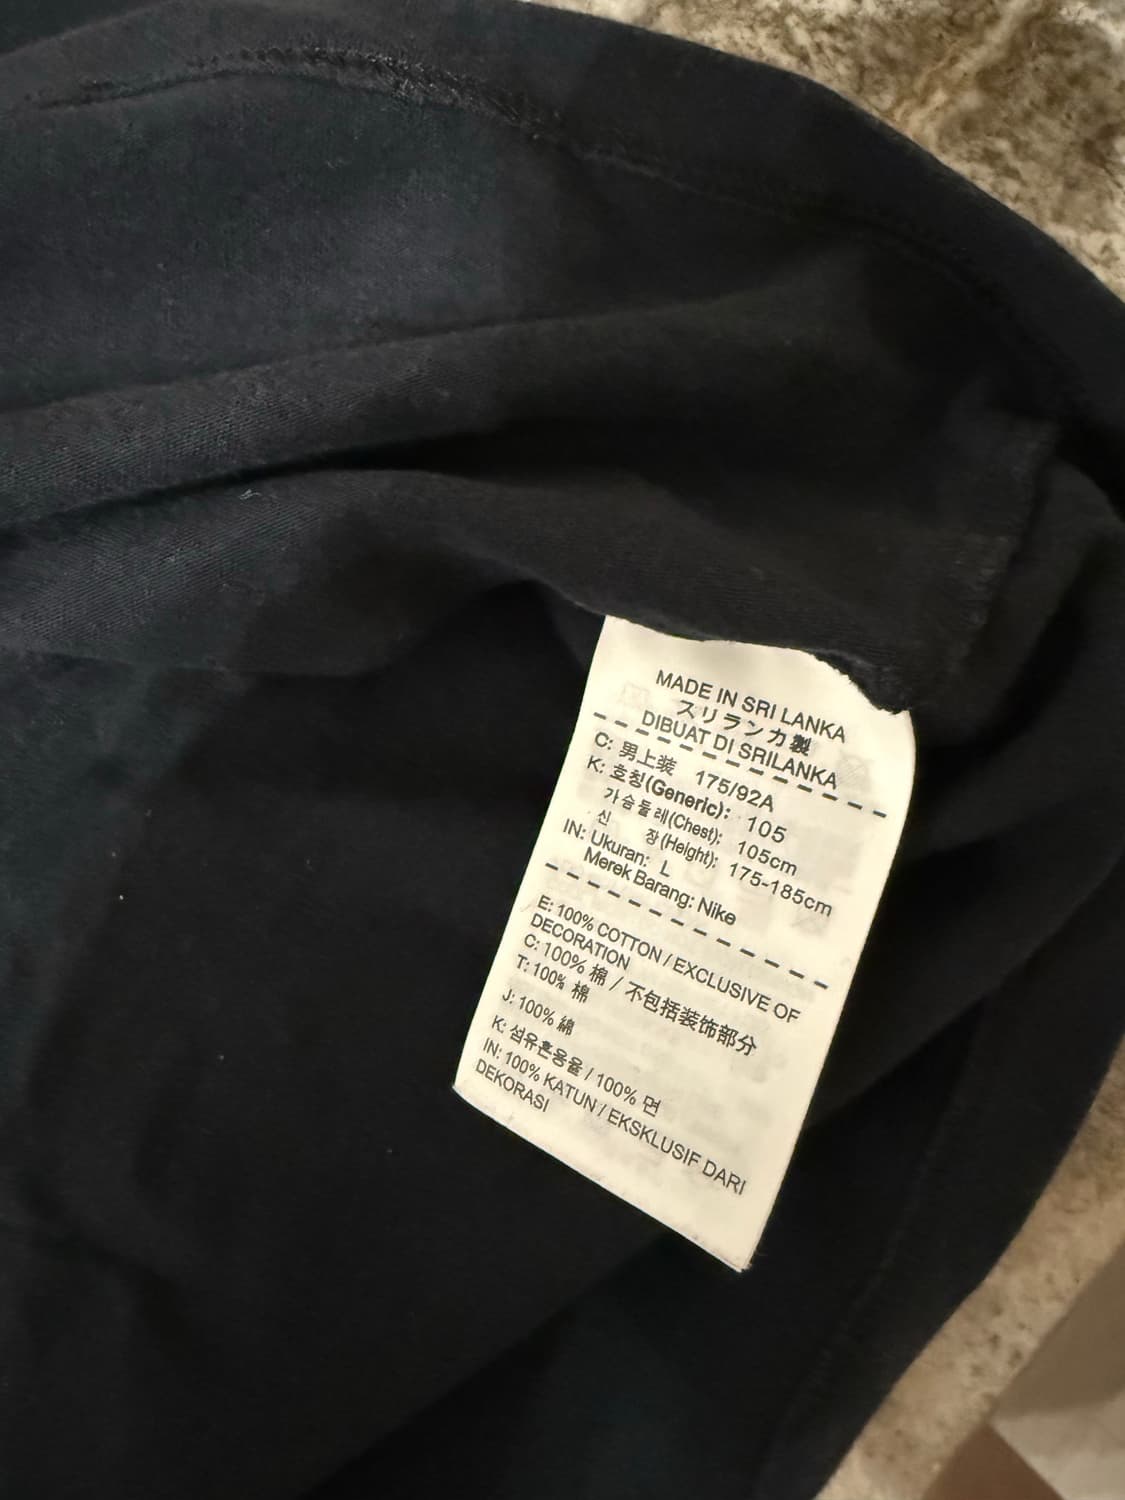 MADE IN SRI LANKA
スリランカ製
DIBUAT DI SRILANKA
C: 男上装 175/92A
K: 호칭(Generic): 105
가슴둘레(Chest): 105cm
신 장(Height): 175-185cm
IN: Ukuran: L
Merek Barang: Nike
E: 100% COTTON / EXCLUSIVE OF
DECORATION
C: 100% 棉 / 不包括装饰部分
T: 100% 棉
J: 100% 綿
K: 섬유혼용율 / 100% 면
IN: 100% KATUN / EKSKLUSIF DARI
DEKORASI